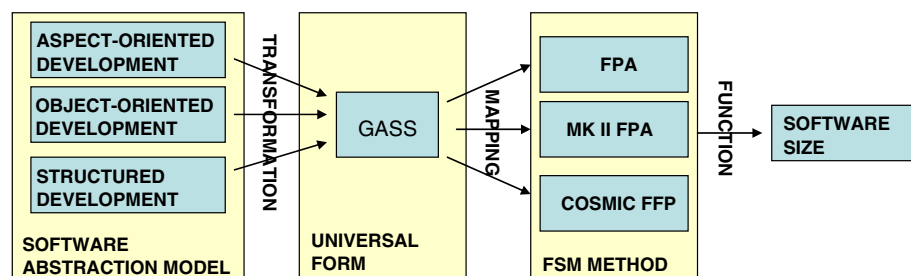 ASPECT-ORIENTED
DEVELOPMENT
OBJECT-ORIENTED
DEVELOPMENT
STRUCTURED
DEVELOPMENT
SOFTWARE
ABSTRACTION MODEL
TRANSFORMATION
GASS
UNIVERSAL
FORM
MAPPING
FPA
MK II FPA
COSMIC FFP
FSM METHOD
FUNCTION
SOFTWARE
SIZE